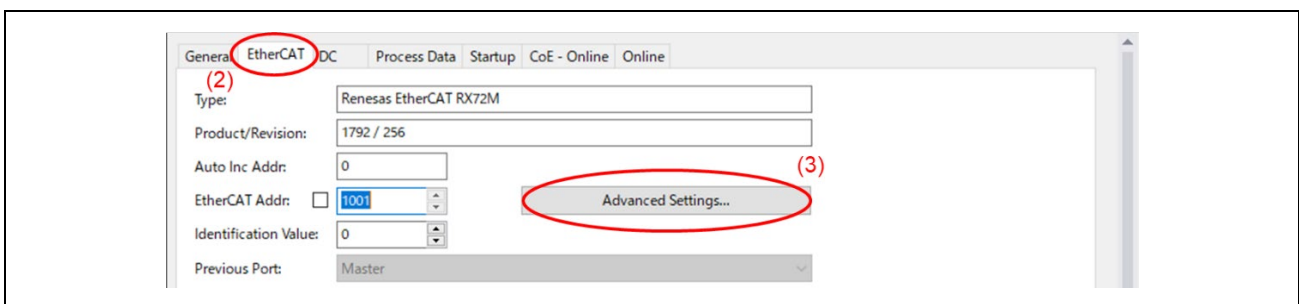 General EtherCAT DC Process Data Startup CoE - Online Online
(2)
Type: Renesas EtherCAT RX72M
Product/Revision: 1792 / 256
Auto Inc Addr: 0
(3)
EtherCAT Addr: 1001 Advanced Settings...
Identification Value: 0
Previous Port: Master